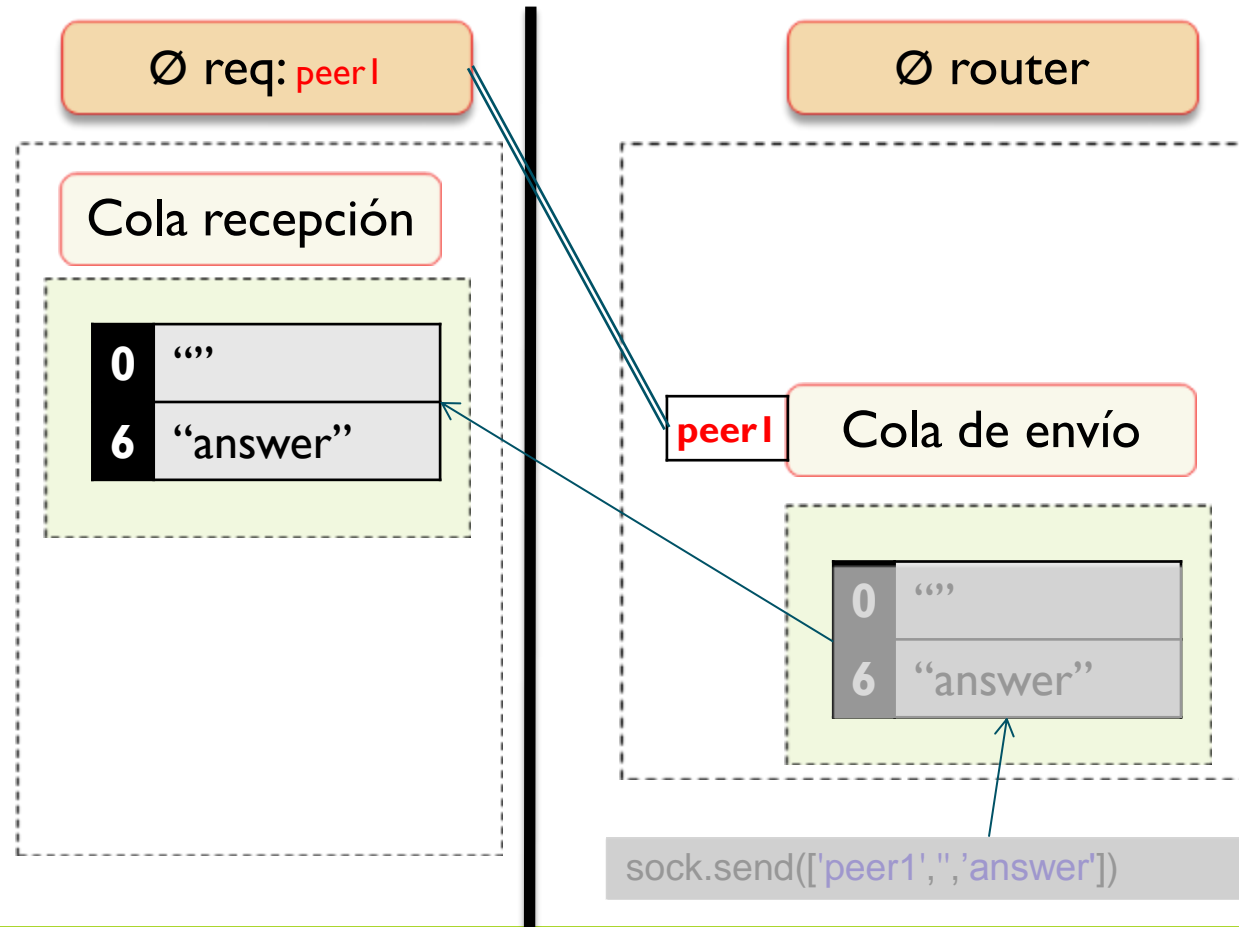 Ø req: peer1
Ø router
Cola recepción
0 “”
6 “answer”
peer1
Cola de envío
0 “”
6 “answer”
sock.send(['peer1','',’answer'])